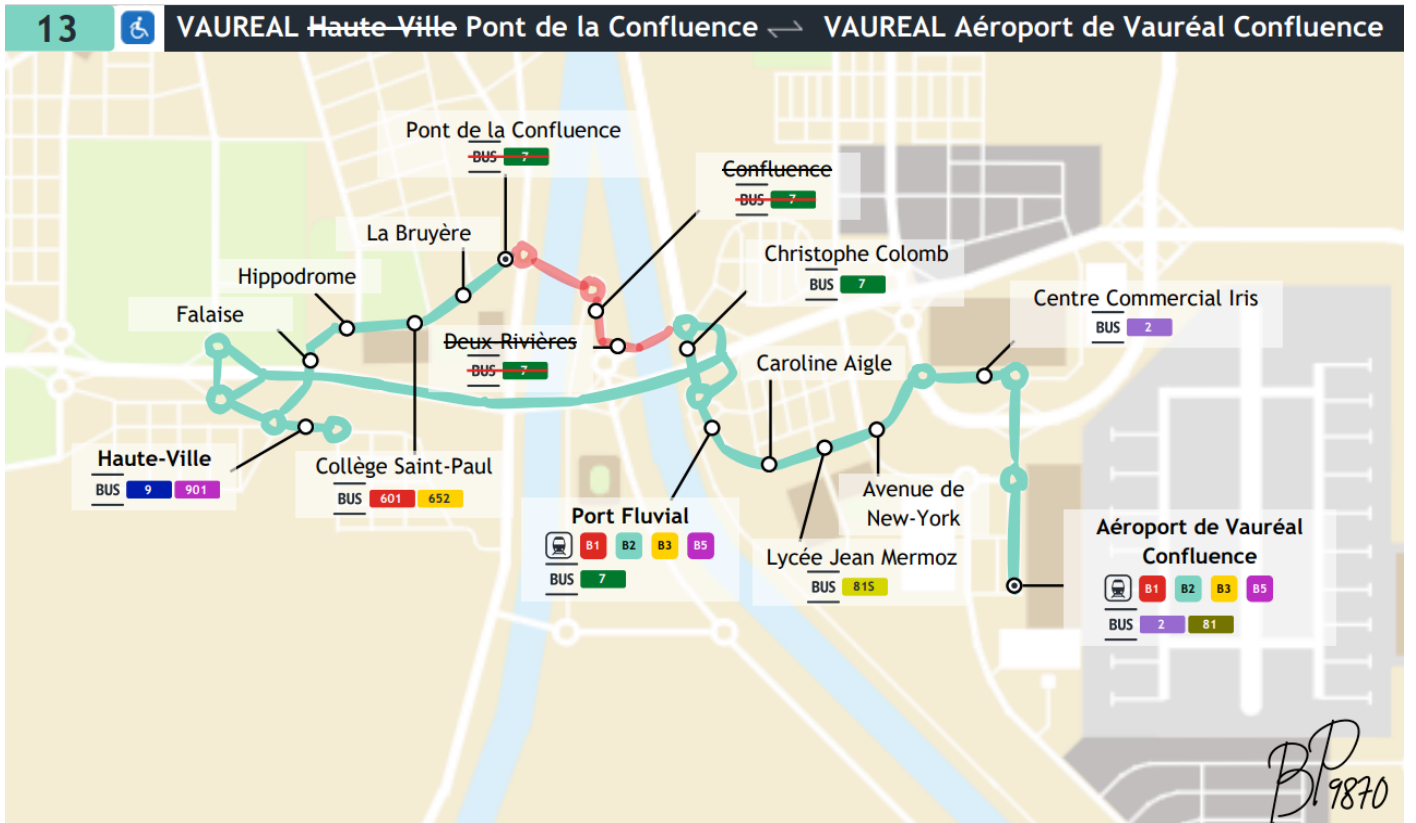 13 VAUREAL Haute-Ville Pont de la Confluence ⇌ VAUREAL Aéroport de Vauréal Confluence
Pont de la Confluence
BUS 7
Confluence
BUS 7
La Bruyère
Christophe Colomb
BUS 7
Hippodrome
Centre Commercial Iris
BUS 2
Falaise
Deux-Rivières
BUS 7
Caroline Aigle
Haute-Ville
BUS 9 901
Collège Saint-Paul
BUS 601 652
Avenue de
New-York
Port Fluvial
B1 B2 B3 B5
BUS 7
Lycée Jean Mermoz
BUS 81S
Aéroport de Vauréal
Confluence
B1 B2 B3 B5
BUS 2 81
BP
9870